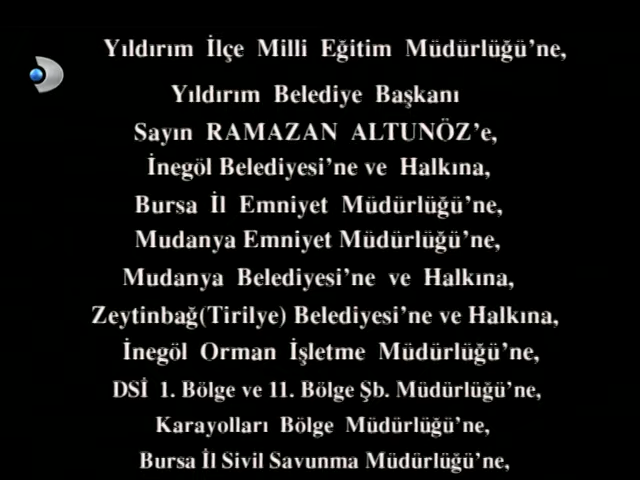 Yıldırım İlçe Milli Eğitim Müdürlüğü'ne,
Yıldırım Belediye Başkanı
Sayın RAMAZAN ALTUNÖZ'e,
İnegöl Belediyesi'ne ve Halkına,
Bursa İl Emniyet Müdürlüğü'ne,
Mudanya Emniyet Müdürlüğü'ne,
Mudanya Belediyesi'ne ve Halkına,
Zeytinbağ(Tirilye) Belediyesi'ne ve Halkına,
İnegöl Orman İşletme Müdürlüğü'ne,
DSİ 1. Bölge ve 11. Bölge Şb. Müdürlüğü'ne,
Karayolları Bölge Müdürlüğü'ne,
Bursa İl Sivil Savunma Müdürlüğü'ne,